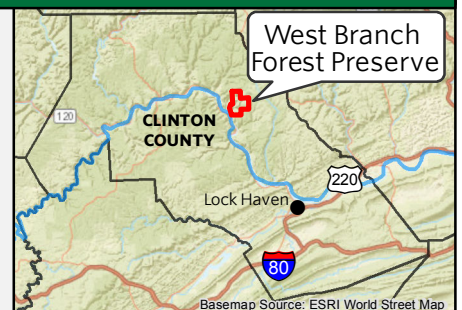 West Branch
Forest Preserve
120
CLINTON
COUNTY
220
Lock Haven
80
Basemap Source: ESRI World Street Map